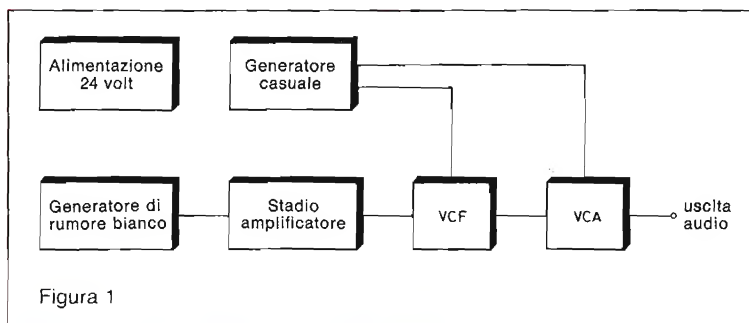 Alimentazione
24 volt
Generatore
casuale
Generatore di
rumore bianco
Stadio
amplificatore
VCF
VCA
uscita
audio
Figura 1